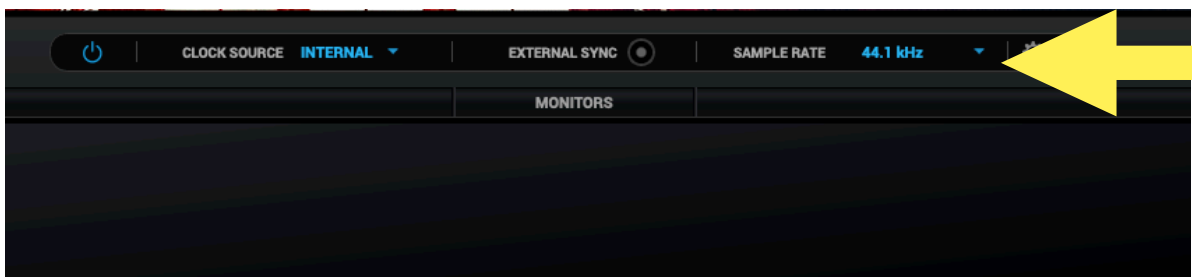 CLOCK SOURCE INTERNAL EXTERNAL SYNC SAMPLE RATE 44.1 kHz
MONITORS